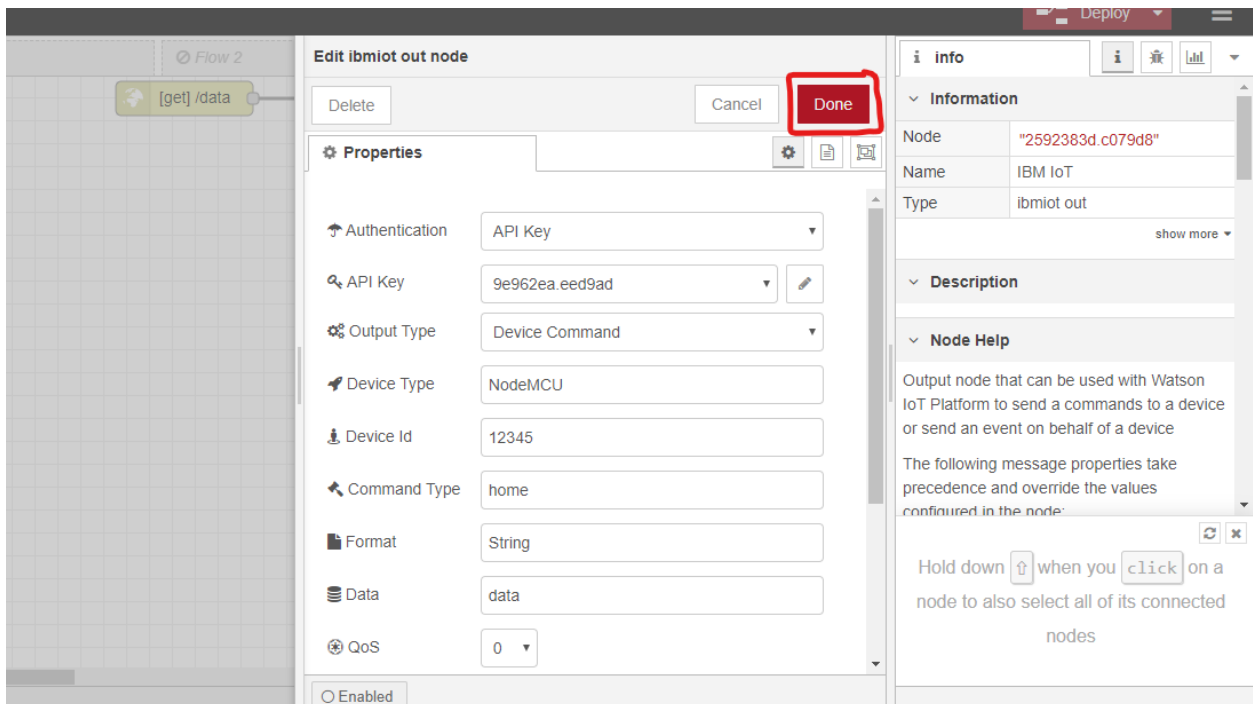 Deploy
Flow 2
[get] /data
Edit ibmiot out node
Delete
Cancel
Done
Properties
Authentication
API Key
API Key
9e962ea.eed9ad
Output Type
Device Command
Device Type
NodeMCU
Device Id
12345
Command Type
home
Format
String
Data
data
QoS
0
Enabled
i info
i
Information
Node
"2592383d.c079d8"
Name
IBM IoT
Type
ibmiot out
show more
Description
Node Help
Output node that can be used with Watson
IoT Platform to send a commands to a device
or send an event on behalf of a device
The following message properties take
precedence and override the values
configured in the node:
Hold down ⇧ when you click on a
node to also select all of its connected
nodes